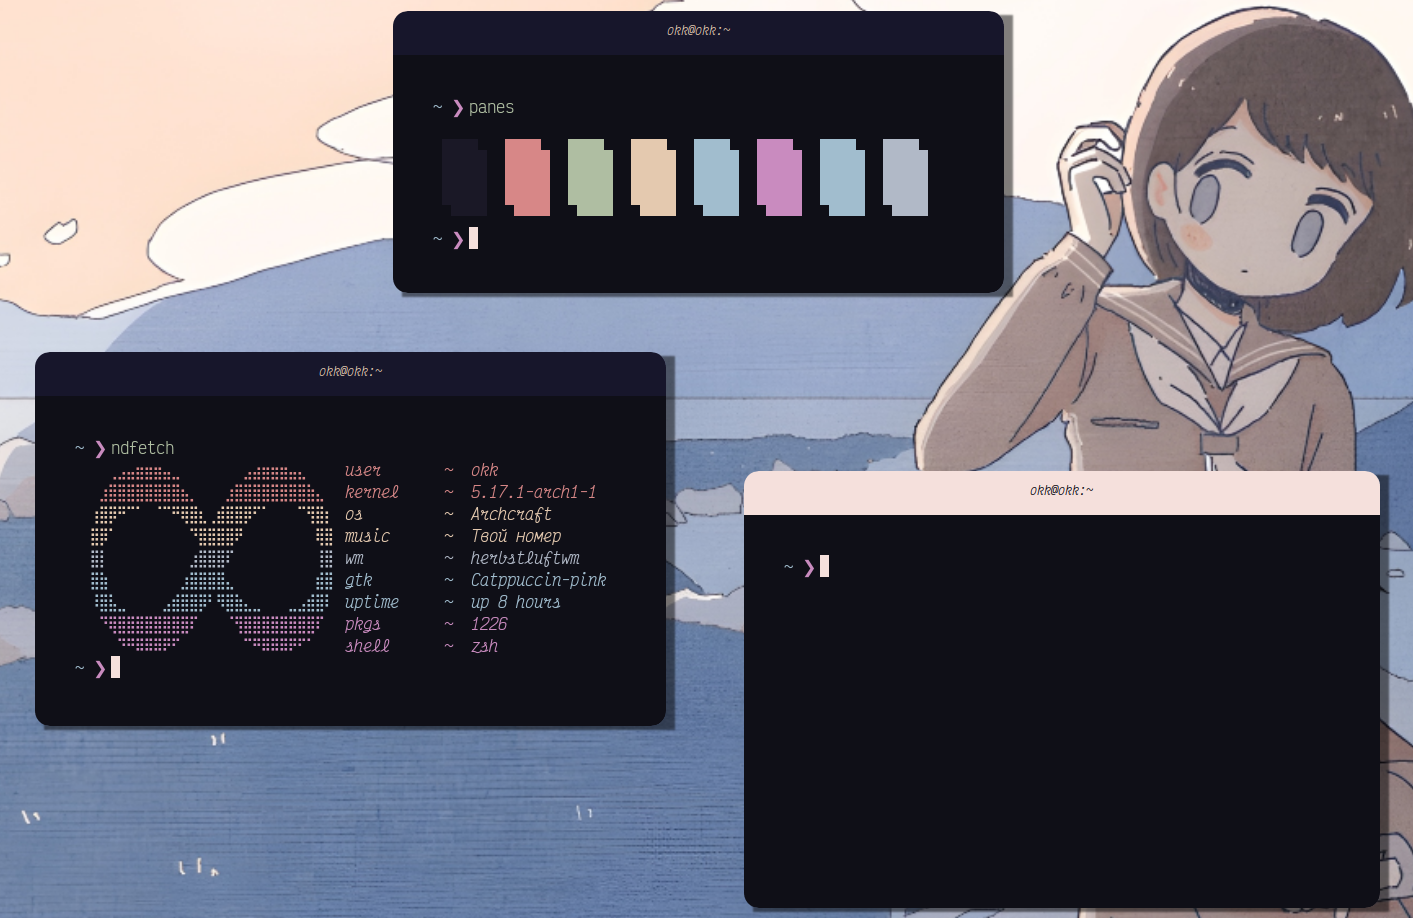 okk@okk:~
~ ❯ panes
~ ❯
okk@okk:~
~ ❯ ndfetch
user ~ okk
kernel ~ 5.17.1-arch1-1
os ~ Archcraft
music ~ Твой номер
wm ~ herbstluftwm
gtk ~ Catppuccin-pink
uptime ~ up 8 hours
pkgs ~ 1226
shell ~ zsh
~ ❯
okk@okk:~
~ ❯